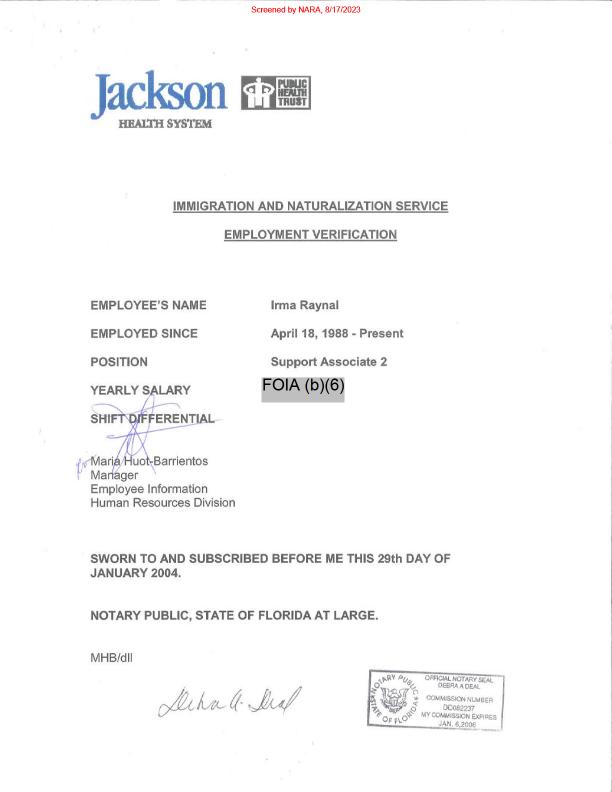 Screened by NARA, 8/17/2023
Jackson
HEALTH SYSTEM
PUBLIC
HEALTH
TRUST
IMMIGRATION AND NATURALIZATION SERVICE
EMPLOYMENT VERIFICATION
EMPLOYEE'S NAME Irma Raynal
EMPLOYED SINCE April 18, 1988 - Present
POSITION Support Associate 2
YEARLY SALARY FOIA (b)(6)
SHIFT DIFFERENTIAL
Maria Huot-Barrientos
Manager
Employee Information
Human Resources Division
SWORN TO AND SUBSCRIBED BEFORE ME THIS 29th DAY OF
JANUARY 2004.
NOTARY PUBLIC, STATE OF FLORIDA AT LARGE.
MHB/dll
Debra A. Deal
NOTARY PUBLIC
STATE OF FLORIDA
OFFICIAL NOTARY SEAL
DEBRA A DEAL
COMMISSION NUMBER
DD082237
MY COMMISSION EXPIRES
JAN. 6,2006